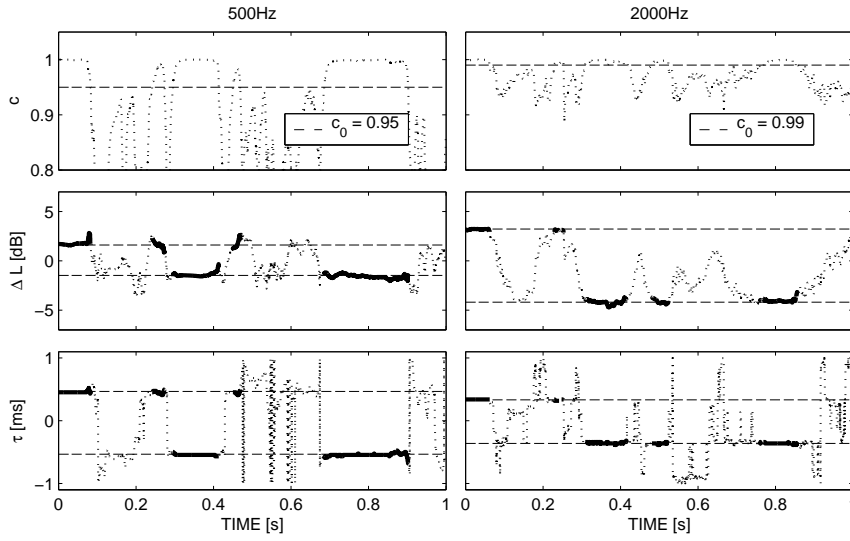 500Hz
2000Hz
1
0.9
0.8
c
c₀ = 0.95
c₀ = 0.99
5
0
−5
Δ L [dB]
1
0
−1
τ [ms]
0 0.2 0.4 0.6 0.8 1
0 0.2 0.4 0.6 0.8 1
TIME [s]
TIME [s]